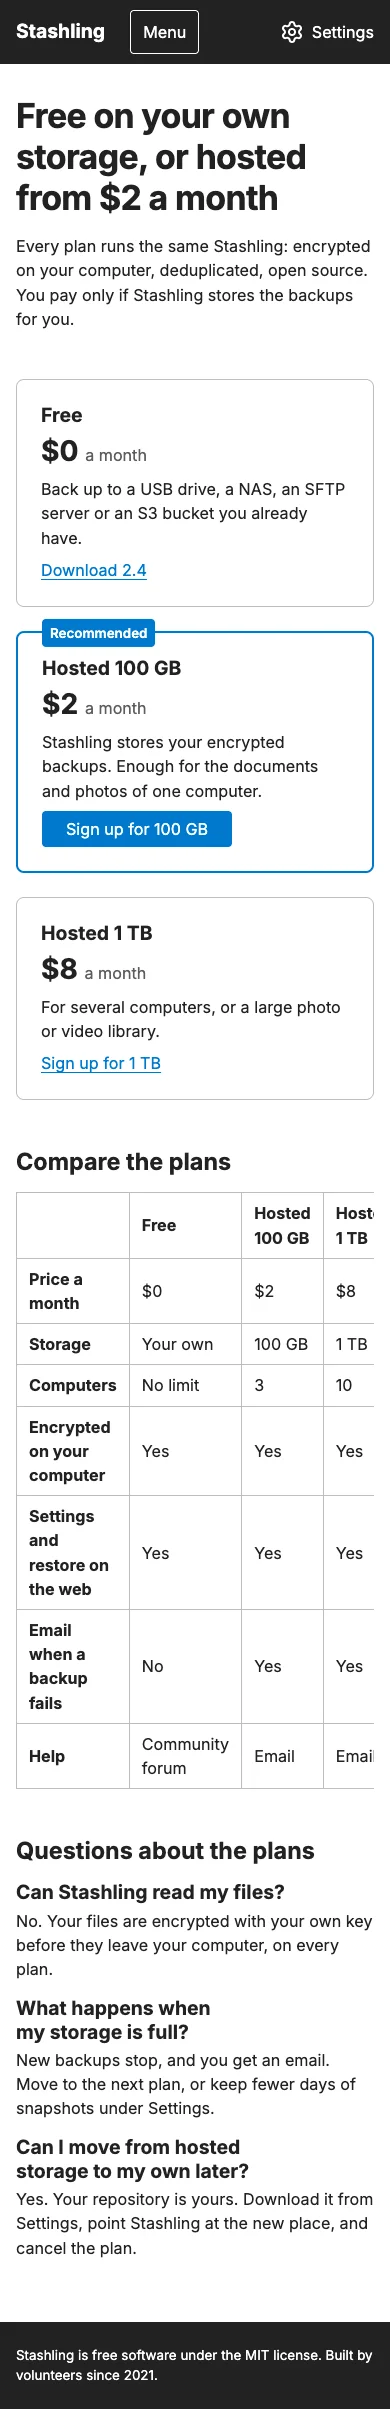 Stashling
Menu
Settings
Free on your own
storage, or hosted
from $2 a month
Every plan runs the same Stashling: encrypted
on your computer, deduplicated, open source.
You pay only if Stashling stores the backups
for you.
Free
$0 a month
Back up to a USB drive, a NAS, an SFTP
server or an S3 bucket you already
have.
Download 2.4
Recommended
Hosted 100 GB
$2 a month
Stashling stores your encrypted
backups. Enough for the documents
and photos of one computer.
Sign up for 100 GB
Hosted 1 TB
$8 a month
For several computers, or a large photo
or video library.
Sign up for 1 TB
Compare the plans
Free
Hosted
100 GB
1 TB
Price a
month
$0
$2
$8
Storage
Your own
100 GB
1 TB
Computers
No limit
3
10
Encrypted
on your
computer
Yes
Yes
Yes
Settings
and
restore on
the web
Yes
Yes
Yes
Email
when a
backup
fails
No
Yes
Yes
Help
Community
forum
Email
Questions about the plans
Can Stashling read my files?
No. Your files are encrypted with your own key
before they leave your computer, on every
plan.
What happens when
my storage is full?
New backups stop, and you get an email.
Move to the next plan, or keep fewer days of
snapshots under Settings.
Can I move from hosted
storage to my own later?
Yes. Your repository is yours. Download it from
Settings, point Stashling at the new place, and
cancel the plan.
Stashling is free software under the MIT license. Built by
volunteers since 2021.